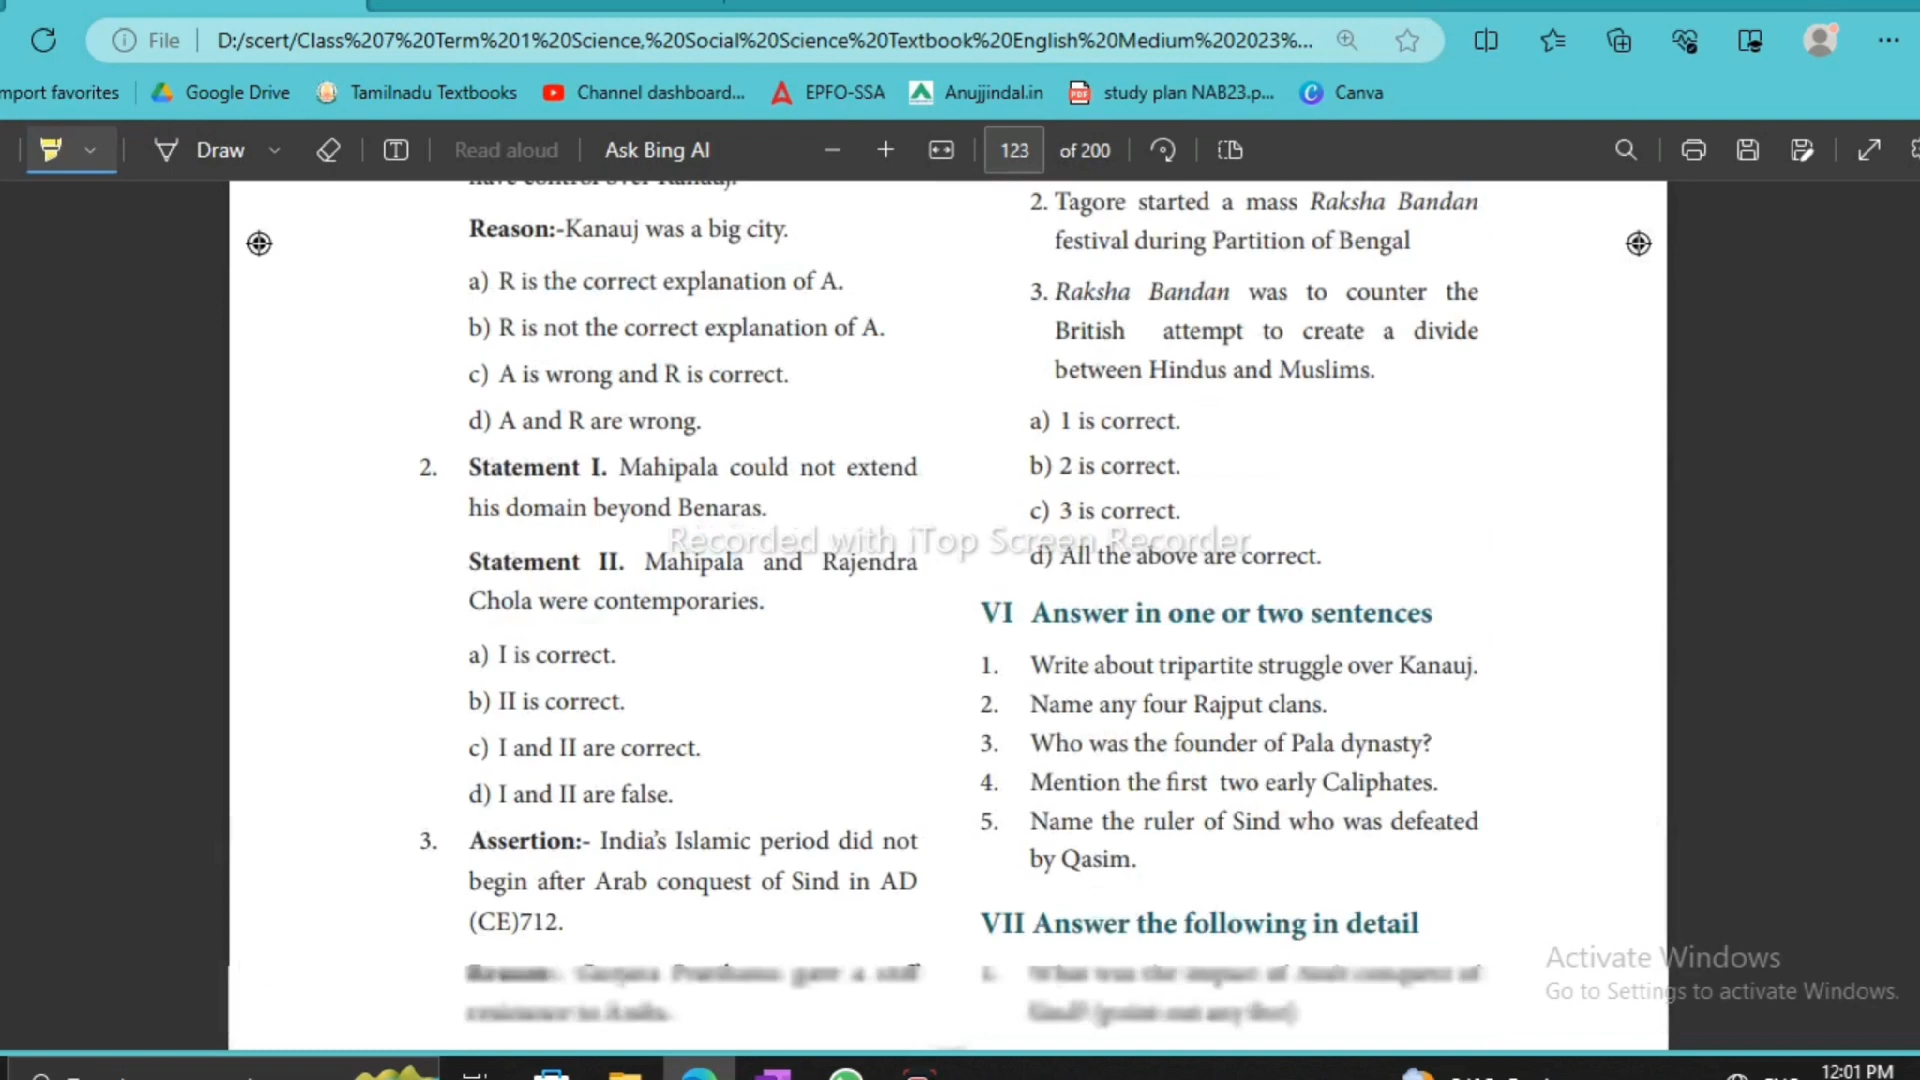 File
D:/scert/Class%207%20Term%201%20Science,%20Social%20Science%20Textbook%20English%20Medium%202023%...
mport favorites
Google Drive
Tamilnadu Textbooks
Channel dashboard...
EPFO-SSA
Anujjindal.in
study plan NAB23.p...
Canva
Draw
Read aloud
Ask Bing AI
123
of 200
have control over Kanauj.
Reason:-Kanauj was a big city.
a) R is the correct explanation of A.
b) R is not the correct explanation of A.
c) A is wrong and R is correct.
d) A and R are wrong.
2. Statement I. Mahipala could not extend
his domain beyond Benaras.
Statement II. Mahipala and Rajendra
Chola were contemporaries.
a) I is correct.
b) II is correct.
c) I and II are correct.
d) I and II are false.
3. Assertion:- India's Islamic period did not
begin after Arab conquest of Sind in AD
(CE)712.
2. Tagore started a mass Raksha Bandan
festival during Partition of Bengal
3. Raksha Bandan was to counter the
British attempt to create a divide
between Hindus and Muslims.
a) 1 is correct.
b) 2 is correct.
c) 3 is correct.
d) All the above are correct.
VI Answer in one or two sentences
1. Write about tripartite struggle over Kanauj.
2. Name any four Rajput clans.
3. Who was the founder of Pala dynasty?
4. Mention the first two early Caliphates.
5. Name the ruler of Sind who was defeated
by Qasim.
VII Answer the following in detail
Recorded with iTop Screen Recorder
Activate Windows
Go to Settings to activate Windows.
12:01 PM